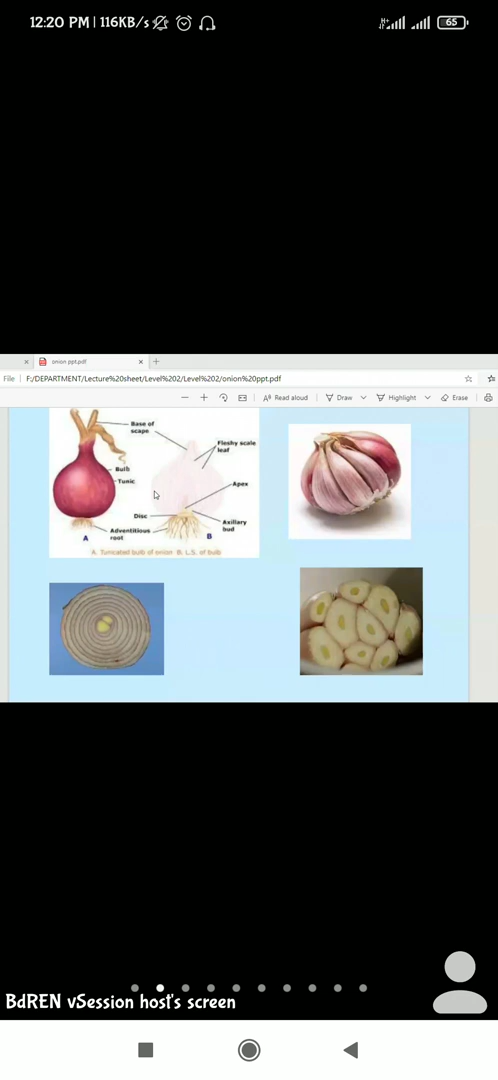 12:20 PM | 116KB/s
H+
65
onion ppt.pdf
File
F:/DEPARTMENT/Lecture%20sheet/Level%202/Level%202/onion%20ppt.pdf
Read aloud
Draw
Highlight
Erase
Base of
scape
Fleshy scale
leaf
Bulb
Tunic
Apex
Disc
Axillary
bud
Adventitious
root
A
B
A. Tunicated bulb of onion B. L.S. of bulb
BdREN vSession host's screen